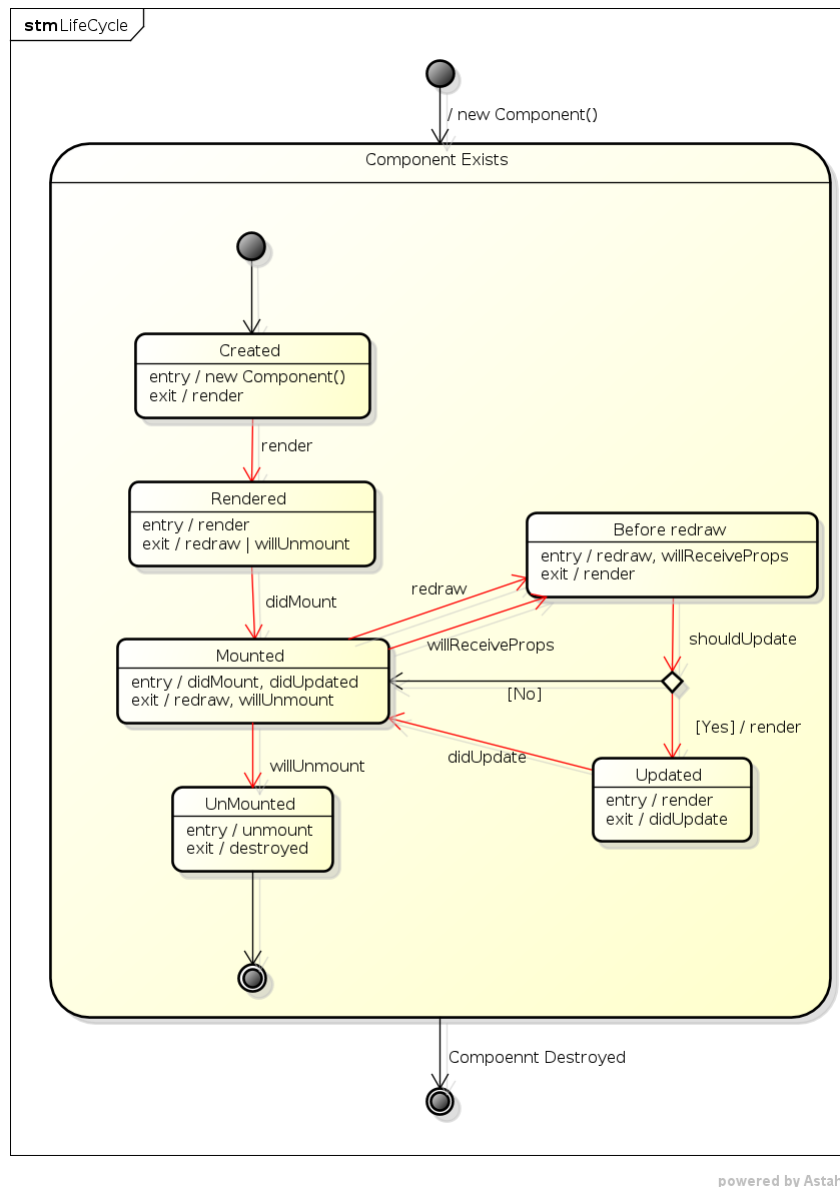 stm LifeCycle
/ new Component()
Component Exists
Created
entry / new Component()
exit / render
render
Rendered
entry / render
exit / redraw | willUnmount
Before redraw
entry / redraw, willReceiveProps
exit / render
redraw
didMount
willReceiveProps
shouldUpdate
Mounted
entry / didMount, didUpdated
exit / redraw, willUnmount
[No]
[Yes] / render
didUpdate
willUnmount
Updated
entry / render
exit / didUpdate
UnMounted
entry / unmount
exit / destroyed
Compoennt Destroyed
powered by Astah